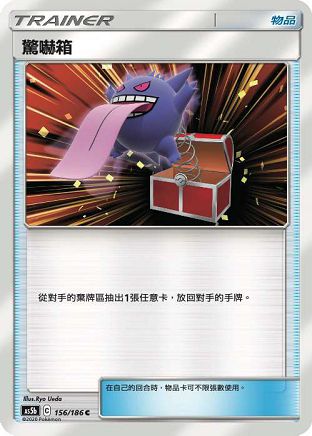 TRAINER 物品
驚嚇箱
從對手的棄牌區抽出1張任意卡，放回對手的手牌。
Illus.Ryo Ueda
AS5b C 156/186 C
©2020 Pokémon
在自己的回合時，物品卡可不限張數使用。